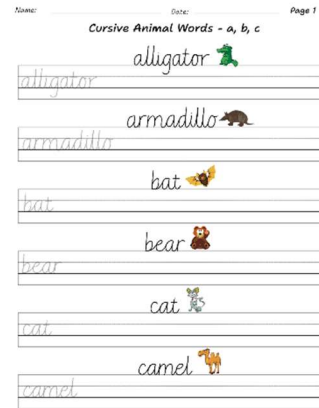 Name: Date: Page 1
Cursive Animal Words - a, b, c
alligator
alligator
armadillo
armadillo
bat
bat
bear
bear
cat
cat
camel
camel